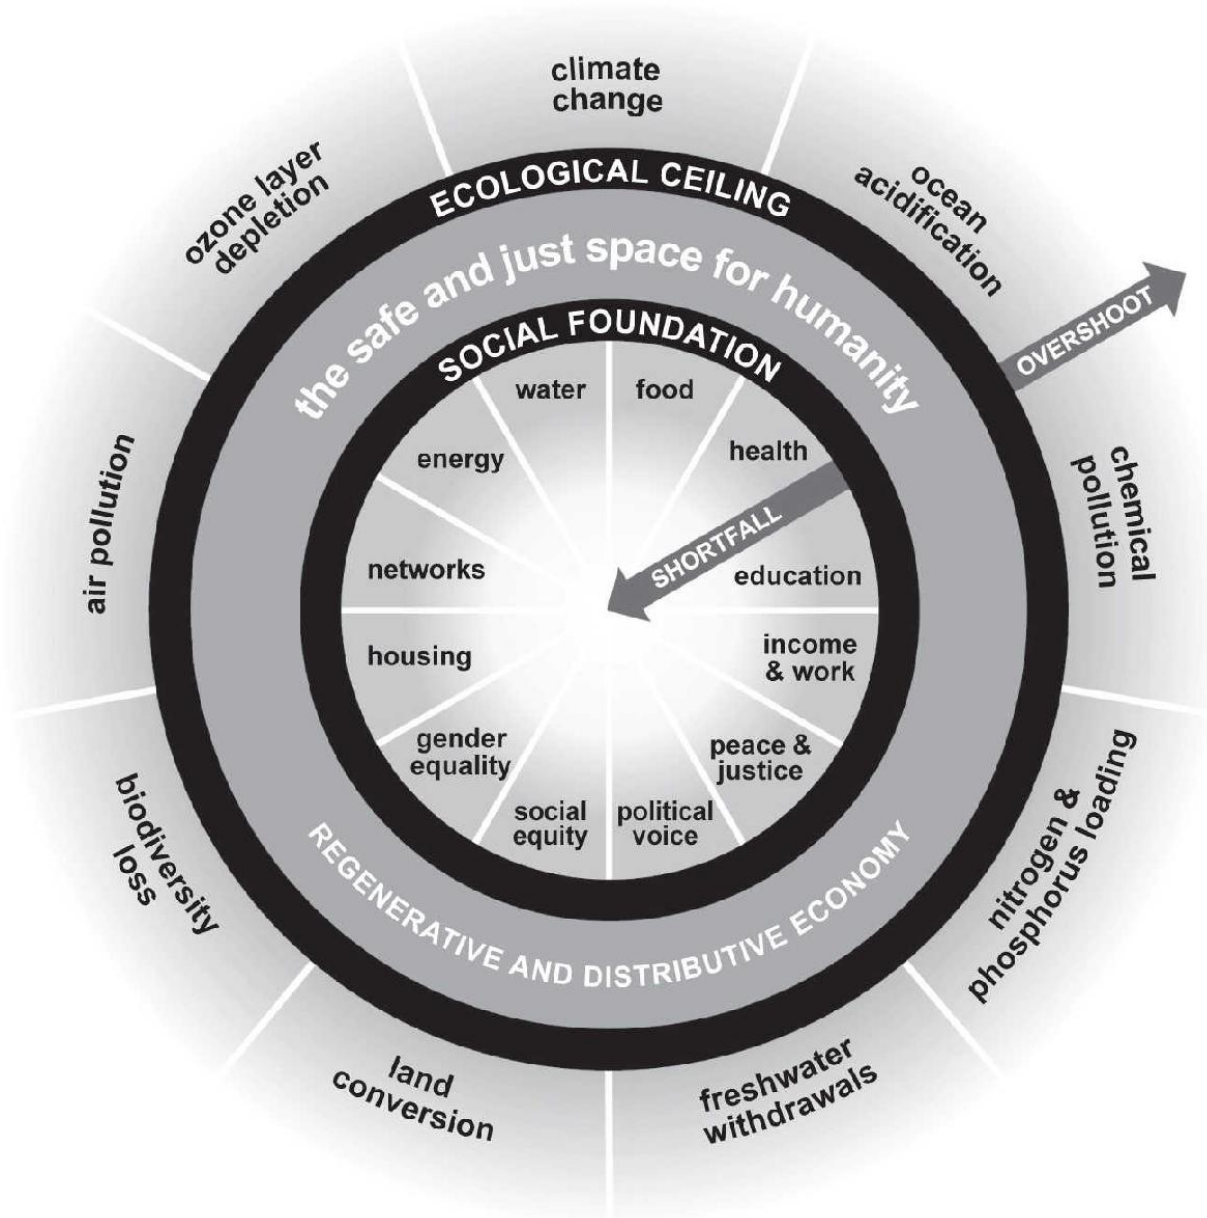 climate
change
ocean
acidification
OVERSHOOT
chemical
pollution
nitrogen &
phosphorus loading
freshwater
withdrawals
land
conversion
biodiversity
loss
air pollution
ozone layer
depletion
ECOLOGICAL CEILING
the safe and just space for humanity
SOCIAL FOUNDATION
water
food
health
SHORTFALL
education
income
& work
peace &
justice
political
voice
social
equity
gender
equality
housing
networks
energy
REGENERATIVE AND DISTRIBUTIVE ECONOMY